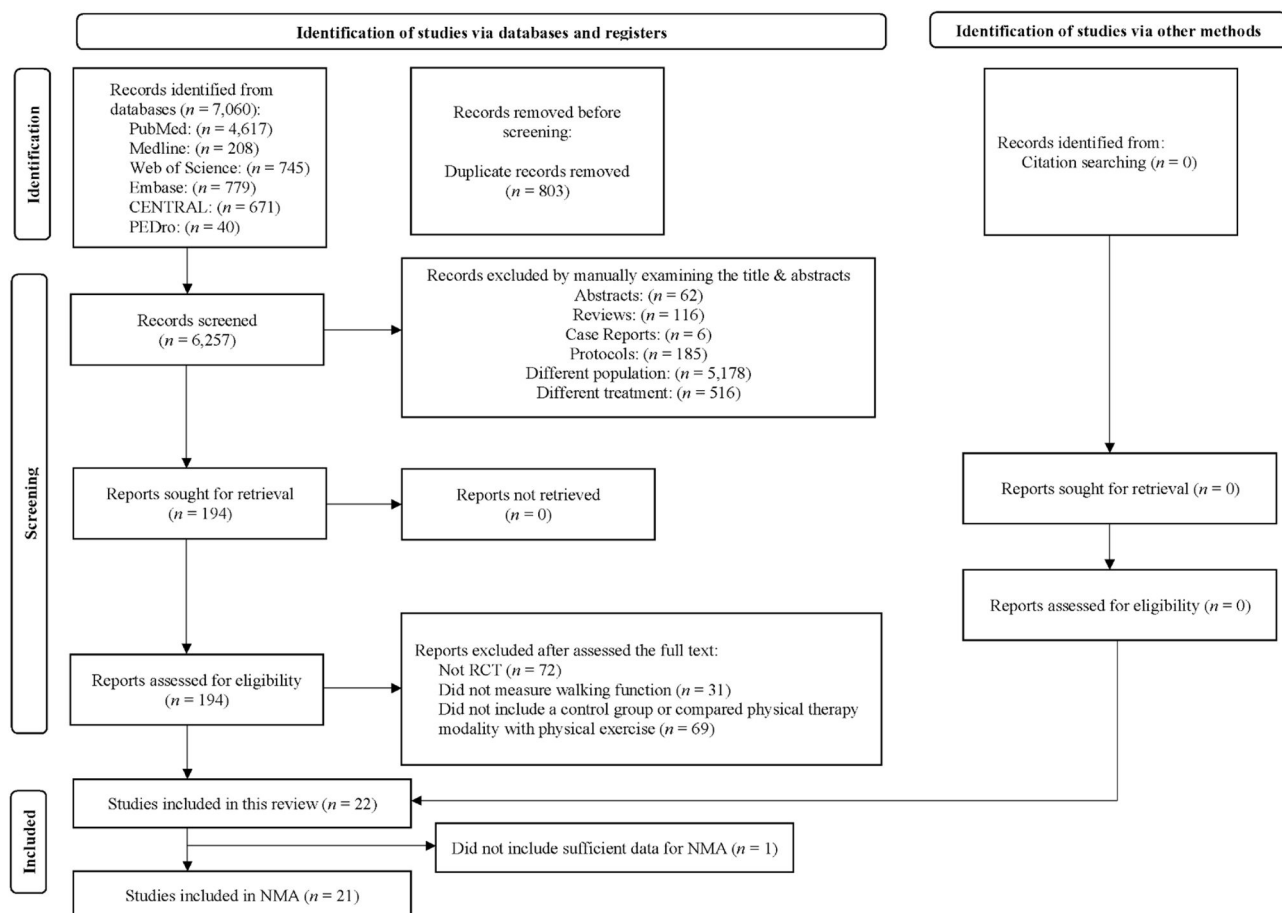 Identification of studies via databases and registers
Identification of studies via other methods
Identification
Records identified from
databases (n = 7,060):
PubMed: (n = 4,617)
Medline: (n = 208)
Web of Science: (n = 745)
Embase: (n = 779)
CENTRAL: (n = 671)
PEDro: (n = 40)
Records removed before
screening:
Duplicate records removed
(n = 803)
Records identified from:
Citation searching (n = 0)
Screening
Records screened
(n = 6,257)
Records excluded by manually examining the title & abstracts
Abstracts: (n = 62)
Reviews: (n = 116)
Case Reports: (n = 6)
Protocols: (n = 185)
Different population: (n = 5,178)
Different treatment: (n = 516)
Reports sought for retrieval
(n = 194)
Reports not retrieved
(n = 0)
Reports sought for retrieval (n = 0)
Reports assessed for eligibility
(n = 194)
Reports excluded after assessed the full text:
Not RCT (n = 72)
Did not measure walking function (n = 31)
Did not include a control group or compared physical therapy
modality with physical exercise (n = 69)
Reports assessed for eligibility (n = 0)
Included
Studies included in this review (n = 22)
Did not include sufficient data for NMA (n = 1)
Studies included in NMA (n = 21)